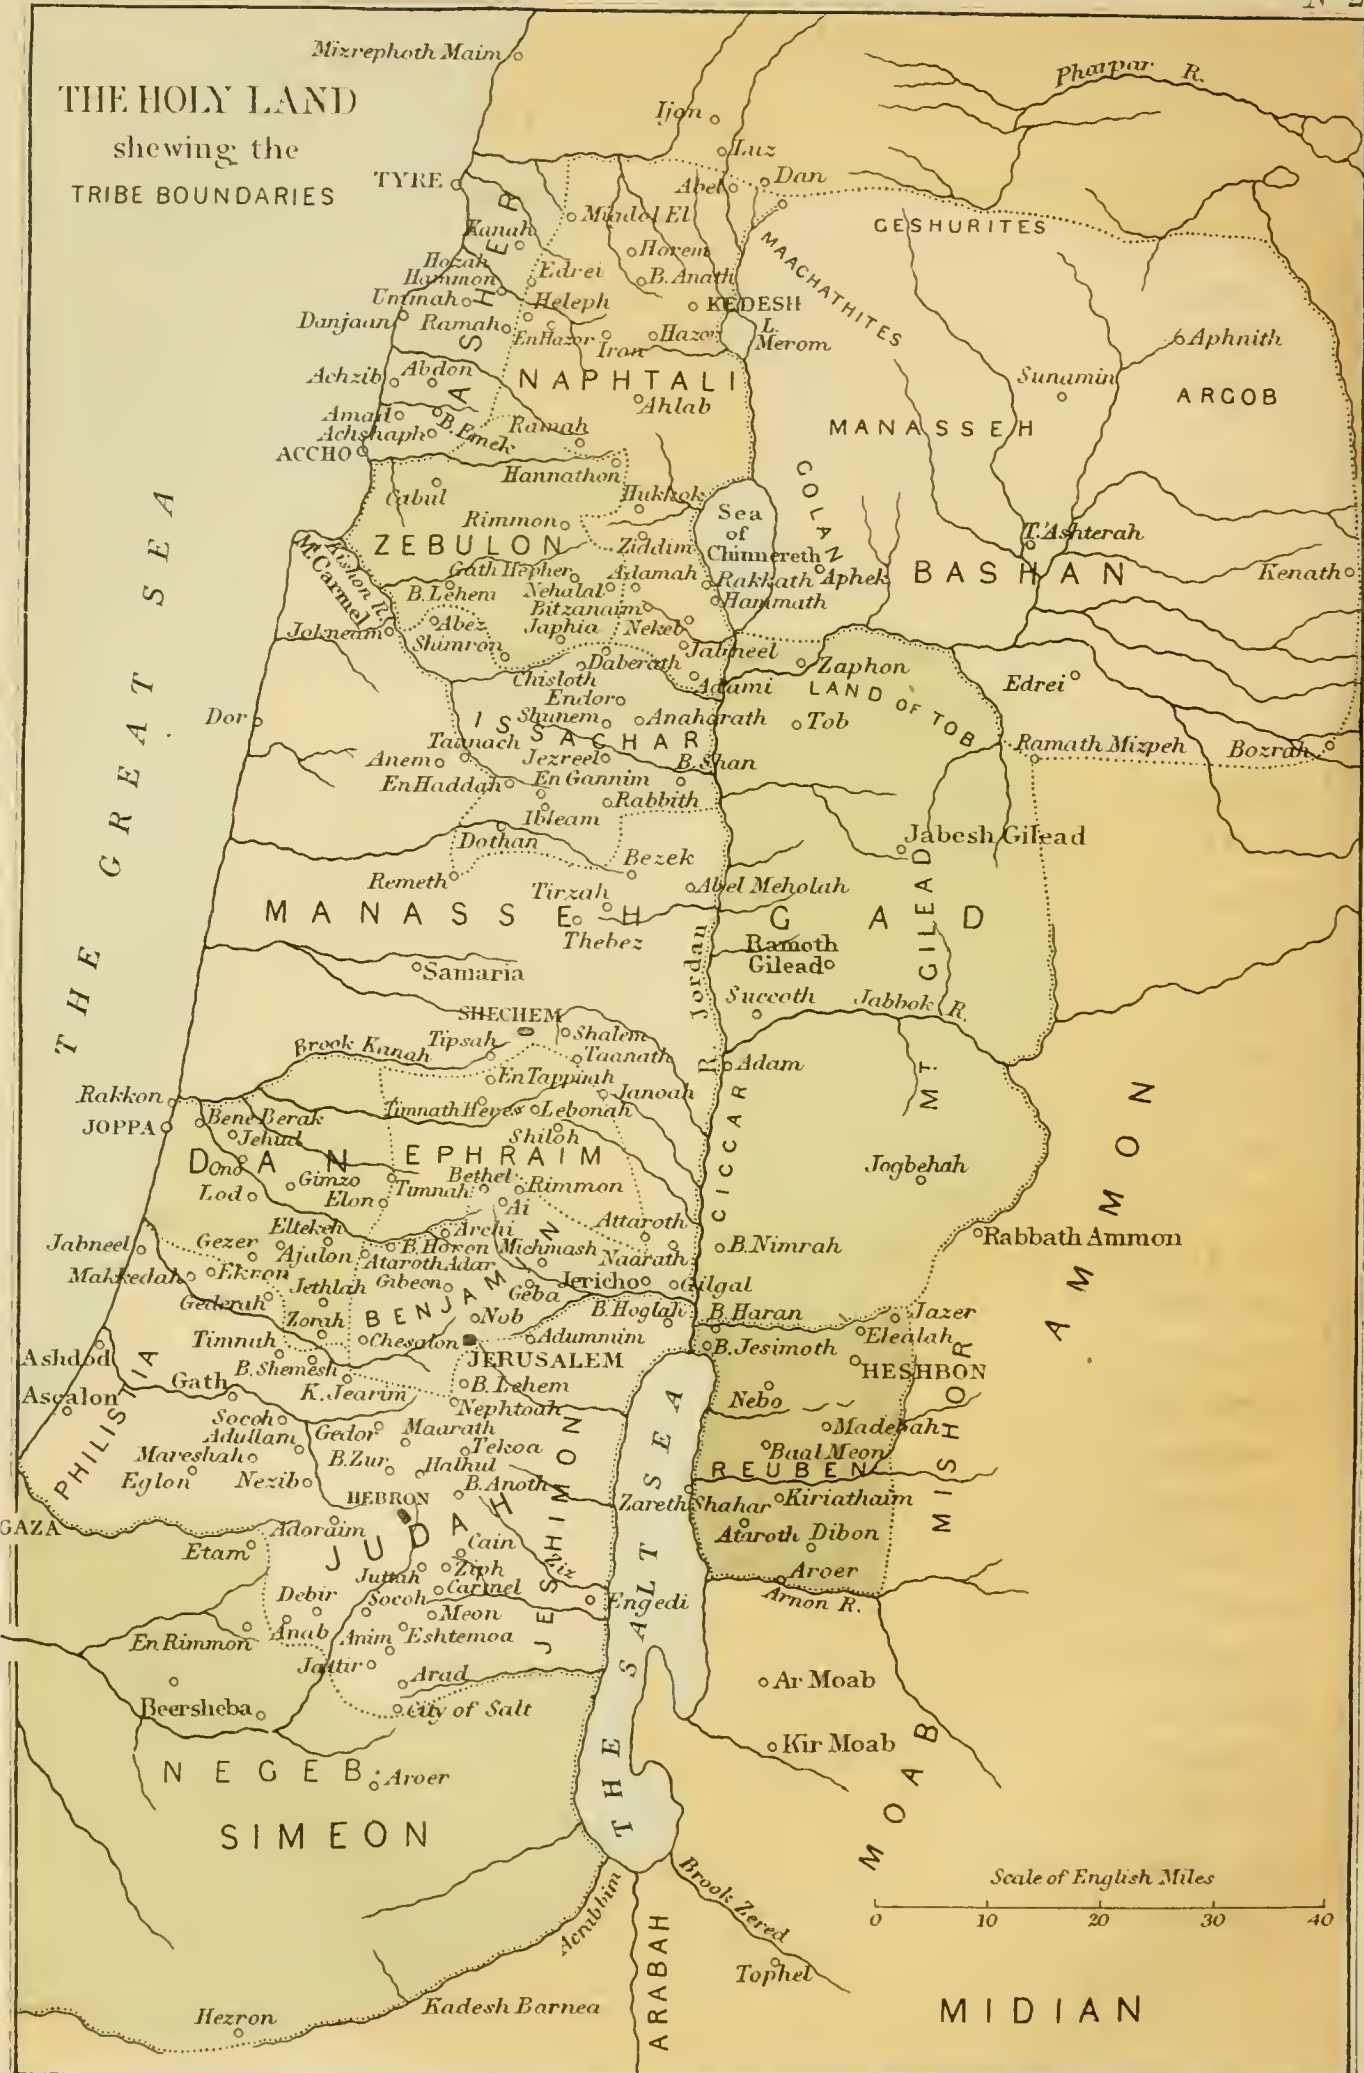 Mizrephoth Maim
THE HOLY LAND
shewing the
TRIBE BOUNDARIES
Pharpar R.
Ijon
Luz
TYRE
Abel
Dan
Kanah
Migdol El
GESHURITES
MAACHATHITES
Hozah
Horem
Hammon
Edrei
B. Anath
Ummah
Heleph
KEDESH
Danjaan
Ramah
En Hazor
Iron
Hazor
L. Merom
ASHER
Aphnith
Achzib
Abdon
NAPHTALI
Sunamin
ARGOB
Ahlab
Amad
Achshaph
B. Emek
Ramah
MANASSEH
ACCHO
Hannathon
GOLAN
Cabul
Hukkok
Sea
of
Chinnereth
Rimmon
T. Ashterah
ZEBULON
Ziddim
Kishon R.
M. Carmel
Gath Hepher
Adamah
Rakkath
Aphek
BASHAN
Kenath
B. Lehem
Nehalal
Hammath
Bitzanaim
Abez
Japhia
Nekeb
Jokneam
Shimron
Jabneel
Daberath
Zaphon
Chisloth
Adami
LAND OF TOB
Edrei
Endor
Dor
Shunem
Anaharath
Tob
ISSACHAR
Taanach
Ramath Mizpeh
Bozrah
Anem
Jezreel
B. Shan
En Haddah
En Gannim
Rabbith
Ibleam
Dothan
Jabesh Gilead
Bezek
Remeth
Tirzah
Abel Meholah
MANASSEH
GAD
Thebez
Ramoth
Gilead
Samaria
R. Jordan
MT. GILEAD
Succoth
Jabbok R.
SHECHEM
Tipsah
Shalem
Brook Kanah
Taanath
Adam
En Tappuah
Janoah
Rakkon
Timnath Heres
Lebonah
JOPPA
Bene Berak
Jehud
Shiloh
CICCAR
DAN
EPHRAIM
Ono
Jogbehah
Gimzo
Bethel
Rimmon
Lod
Elon
Timnah
Ai
Attaroth
Eltekeh
Archi
Rabbath Ammon
Jabneel
Gezer
Ajalon
B. Horon
Michmash
Naarath
B. Nimrah
AMMON
Makkedah
Ekron
Ataroth Adar
Jethlah
Gibeon
Geba
Jericho
Gilgal
Gederah
BENJAMIN
Zorah
Nob
B. Hoglah
B. Haran
Jazer
Timnah
Chesalon
Adummim
Elealah
Ashdod
B. Shemesh
JERUSALEM
B. Jesimoth
HESHBON
Gath
K. Jearim
B. Lehem
Ascalon
Nephtoah
Nebo
Socoh
Gedor
Maarath
Madebah
Adullam
Tekoa
Baal Meon
PHILISTIA
Mareshah
B. Zur
Halhul
REUBEN
MISHOR
Eglon
Nezib
B. Anoth
HEBRON
Zareth Shahar
Kiriathaim
GAZA
Adoraim
Ataroth
Dibon
Etam
JUDAH
Cain
JESHIMON
Ziz
Juttah
Ziph
Aroer
Debir
Socoh
Carmel
Engedi
Arnon R.
Meon
En Rimmon
Anab
Anim
Eshtemoa
Jattir
Arad
Ar Moab
Beersheba
City of Salt
Kir Moab
NEGEB
Aroer
MOAB
SIMEON
THE SALT SEA
THE GREAT SEA
Scale of English Miles
0 10 20 30 40
Acrabbim
Brook Zered
Tophel
ARABAH
Hezron
Kadesh Barnea
MIDIAN